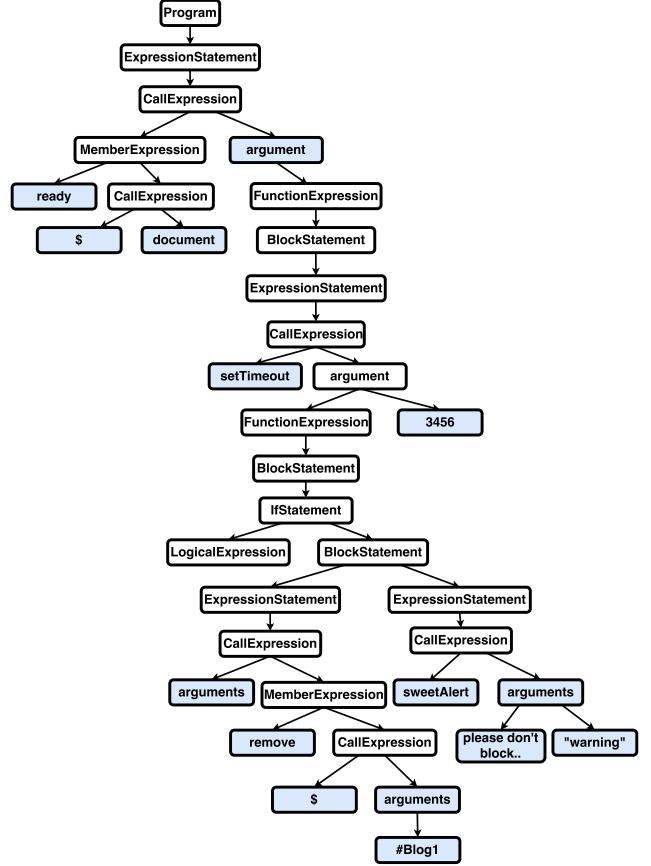 Program
ExpressionStatement
CallExpression
MemberExpression
argument
ready
CallExpression
FunctionExpression
$
document
BlockStatement
ExpressionStatement
CallExpression
setTimeout
argument
FunctionExpression
3456
BlockStatement
IfStatement
LogicalExpression
BlockStatement
ExpressionStatement
ExpressionStatement
CallExpression
CallExpression
arguments
MemberExpression
sweetAlert
arguments
remove
CallExpression
please don't
block..
"warning"
$
arguments
#Blog1